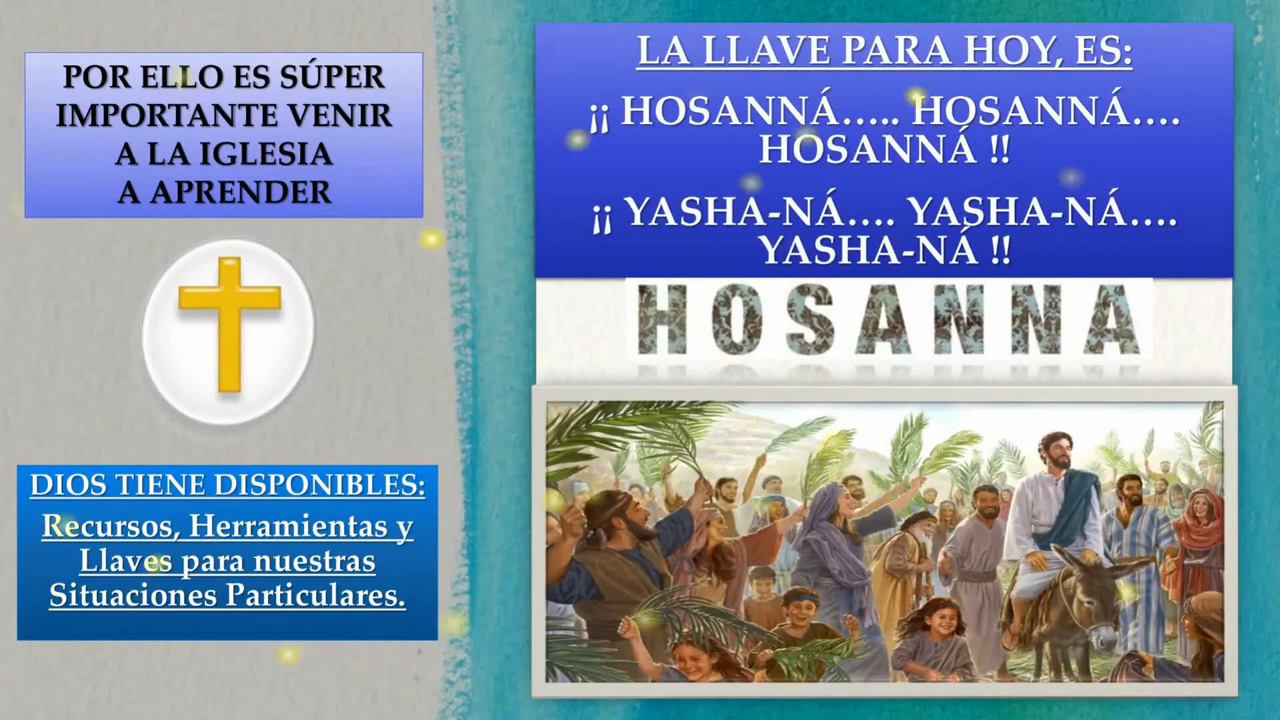 POR ELLO ES SÚPER
IMPORTANTE VENIR
A LA IGLESIA
A APRENDER
DIOS TIENE DISPONIBLES:
Recursos, Herramientas y
Llaves para nuestras
Situaciones Particulares.
LA LLAVE PARA HOY, ES:
¡¡ HOSANNÁ..... HOSANNÁ....
HOSANNÁ !!
¡¡ YASHA-NÁ.... YASHA-NÁ....
YASHA-NÁ !!
HOSANNA